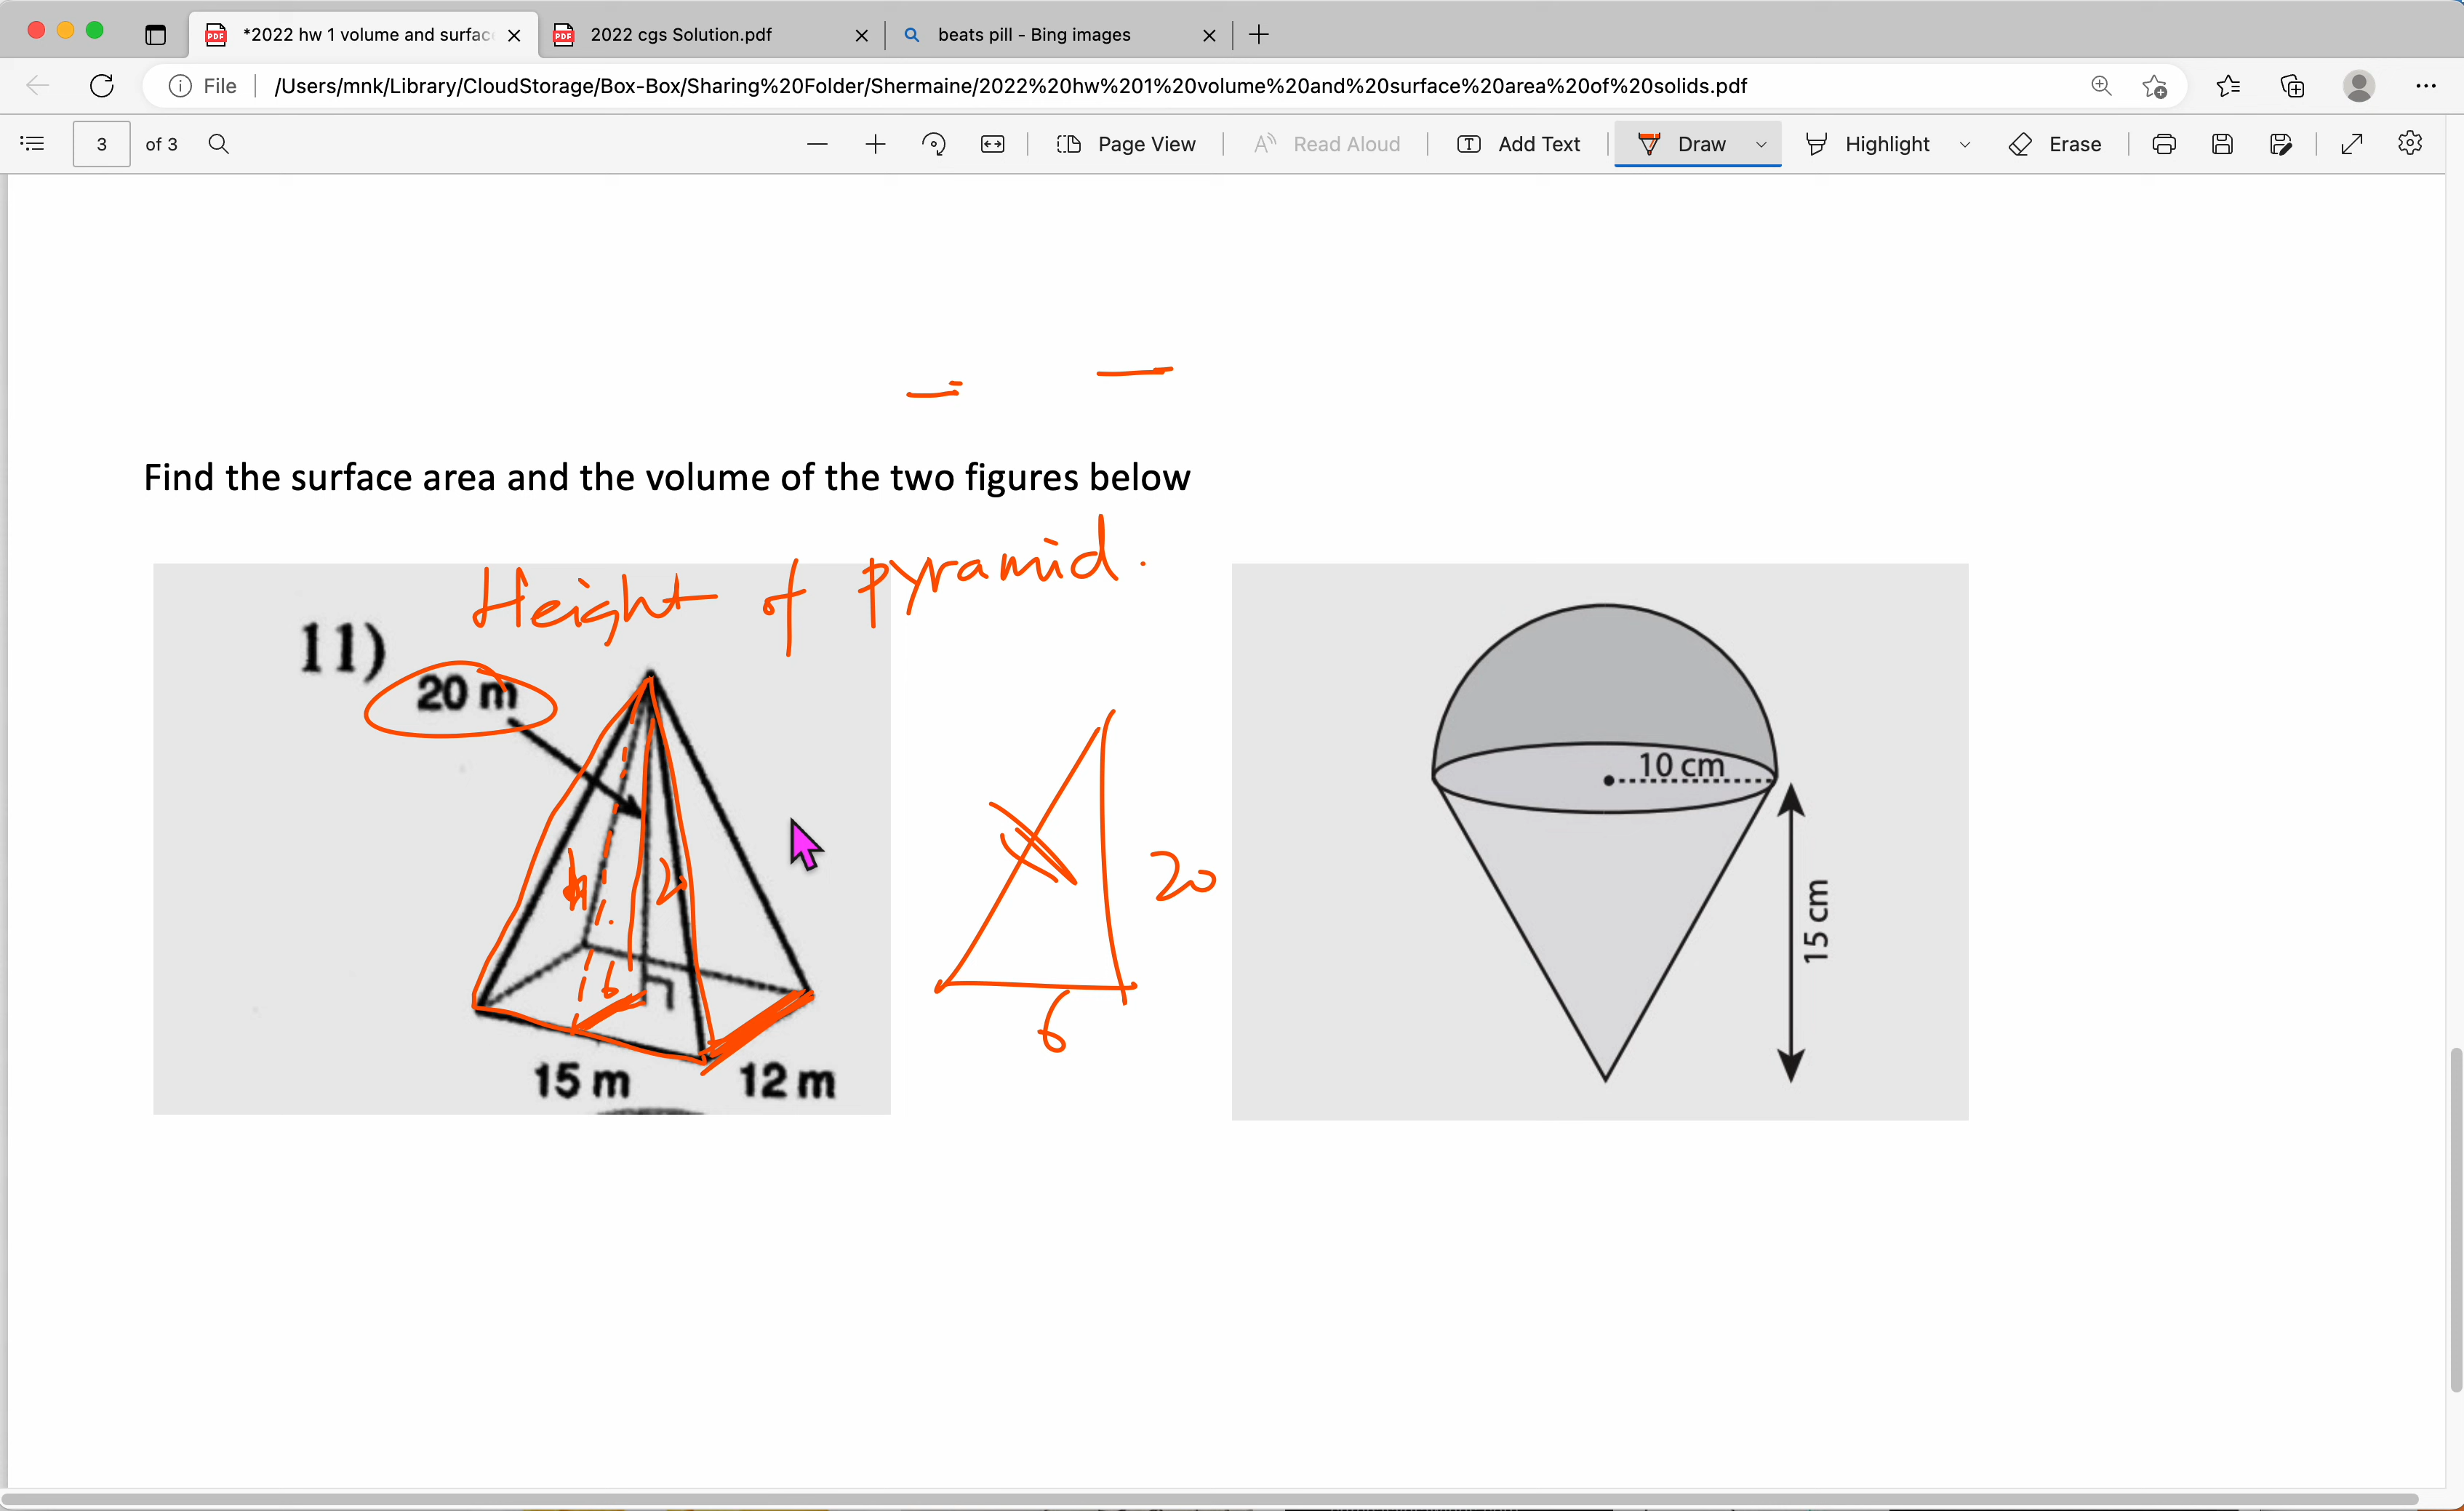 *2022 hw 1 volume and surfac
2022 cgs Solution.pdf
beats pill - Bing images
File
/Users/mnk/Library/CloudStorage/Box-Box/Sharing%20Folder/Shermaine/2022%20hw%201%20volume%20and%20surface%20area%20of%20solids.pdf
3 of 3
Page View
Read Aloud
Add Text
Draw
Highlight
Erase
Find the surface area and the volume of the two figures below
Height of pyramid.
11)
20 m
20
6
15 m
12 m
20
6
10 cm
15 cm